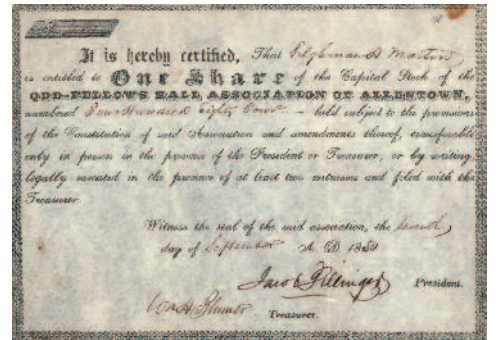 It is hereby certified, That Tilghman H Martin
is entitled to One Share of the Capital Stock of the
ODD-FELLOWS HALL ASSOCIATION OF ALLENTOWN,
numbered Four Hundred Eighty Four — held subject to the provisions
of the Constitution of said Association and amendments thereof, transferable
only in person in the presence of the President or Treasurer, or by writing,
legally executed in the presence of at least two witnesses and filed with the
Treasurer.
Witness the seal of the said association, the
day of September A. D. 18
Jacob Dillinger President.
Treasurer.